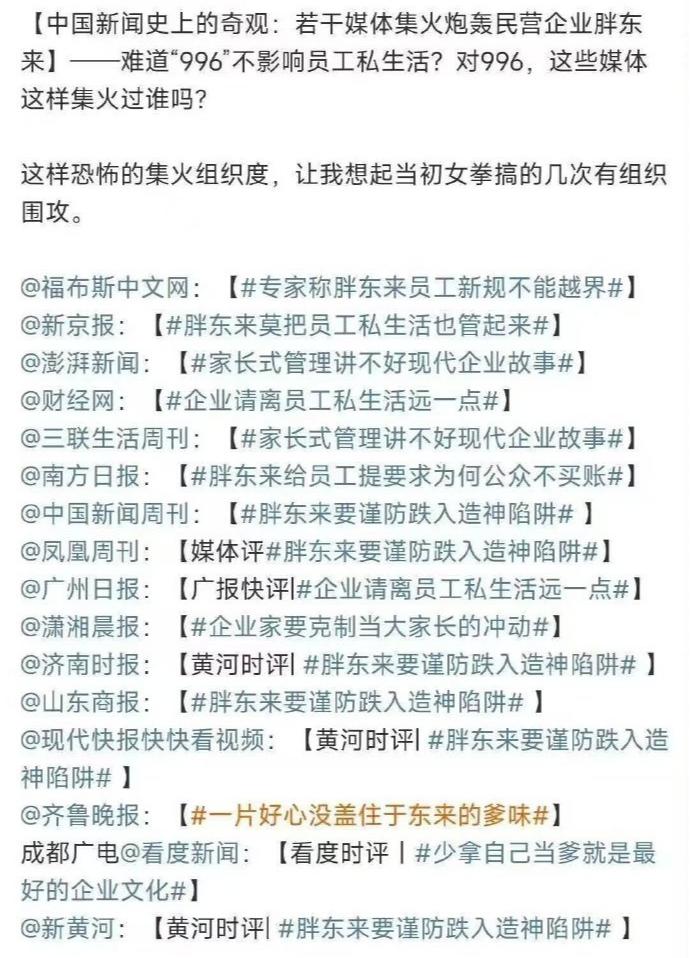 【中国新闻史上的奇观：若干媒体集火炮轰民营企业胖东
来】——难道“996”不影响员工私生活？对996，这些媒体
这样集火过谁吗？
这样恐怖的集火组织度，让我想起当初女拳搞的几次有组织
围攻。
@福布斯中文网：【#专家称胖东来员工新规不能越界#】
@新京报：【#胖东来莫把员工私生活也管起来#】
@澎湃新闻：【#家长式管理讲不好现代企业故事#】
@财经网：【#企业请离员工私生活远一点#】
@三联生活周刊：【#家长式管理讲不好现代企业故事#】
@南方日报：【#胖东来给员工提要求为何公众不买账#】
@中国新闻周刊：【#胖东来要谨防跌入造神陷阱# 】
@凤凰周刊：【媒体评#胖东来要谨防跌入造神陷阱#】
@广州日报：【广报快评|#企业请离员工私生活远一点#】
@潇湘晨报：【#企业家要克制当大家长的冲动#】
@济南时报：【黄河时评| #胖东来要谨防跌入造神陷阱# 】
@山东商报：【#胖东来要谨防跌入造神陷阱# 】
@现代快报快快看视频：【黄河时评| #胖东来要谨防跌入造
神陷阱# 】
@齐鲁晚报：【#一片好心没盖住于东来的爹味#】
成都广电@看度新闻：【看度时评 | #少拿自己当爹就是最
好的企业文化#】
@新黄河：【黄河时评| #胖东来要谨防跌入造神陷阱# 】